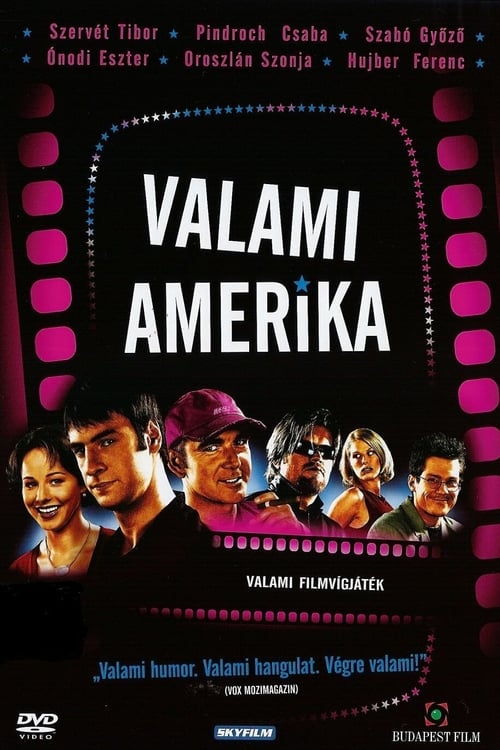 ★ Szervét Tibor ★ Pindroch Csaba ★ Szabó Győző ★
★ Ónodi Eszter ★ Oroszlán Szonja ★ Hujber Ferenc ★
VALAMI
AMERIKA
VALAMI FILMVÍGJÁTÉK
„Valami humor. Valami hangulat. Végre valami!”
(VOX MOZIMAGAZIN)
DVD
VIDEO
SKYFILM
BUDAPEST FILM